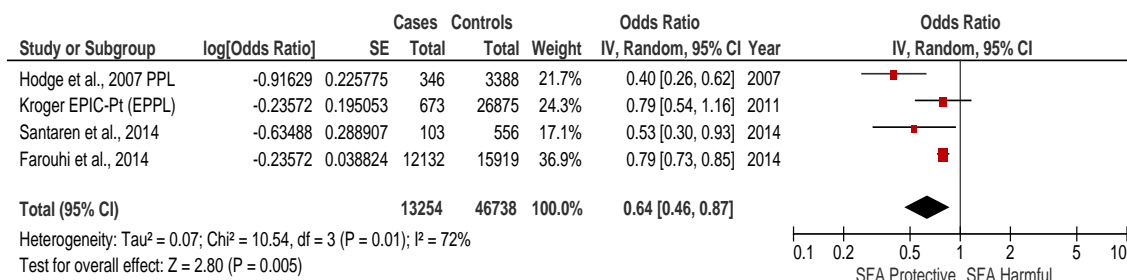 Cases Controls Odds Ratio Odds Ratio
Study or Subgroup log[Odds Ratio] SE Total Total Weight IV, Random, 95% CI Year IV, Random, 95% CI
Hodge et al., 2007 PPL -0.91629 0.225775 346 3388 21.7% 0.40 [0.26, 0.62] 2007
Kroger EPIC-Pt (EPPL) -0.23572 0.195053 673 26875 24.3% 0.79 [0.54, 1.16] 2011
Santaren et al., 2014 -0.63488 0.288907 103 556 17.1% 0.53 [0.30, 0.93] 2014
Farouhi et al., 2014 -0.23572 0.038824 12132 15919 36.9% 0.79 [0.73, 0.85] 2014
Total (95% CI) 13254 46738 100.0% 0.64 [0.46, 0.87]
Heterogeneity: Tau² = 0.07; Chi² = 10.54, df = 3 (P = 0.01); I² = 72%
Test for overall effect: Z = 2.80 (P = 0.005)
0.1 0.2 0.5 1 2 5 10
SFA Protective SFA Harmful